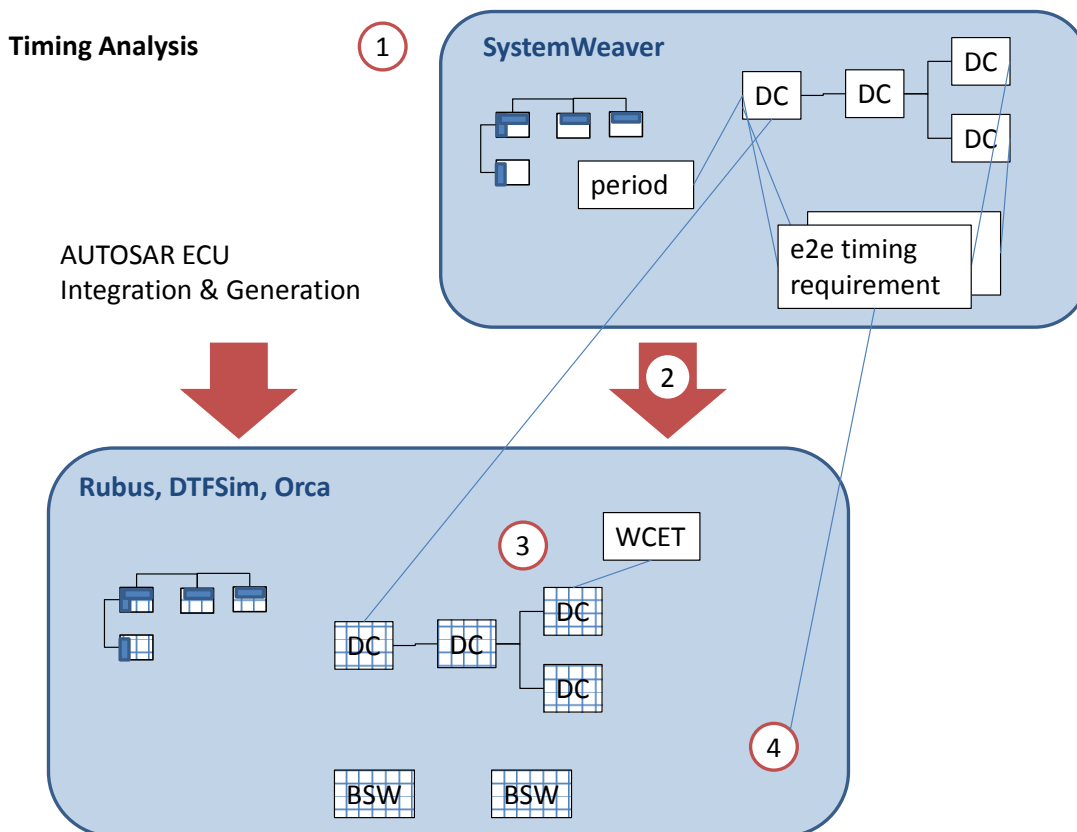 Timing Analysis
1
SystemWeaver
DC
DC
DC
DC
period
e2e timing
requirement
AUTOSAR ECU
Integration & Generation
2
Rubus, DTFSim, Orca
3
WCET
DC
DC
DC
DC
4
BSW
BSW